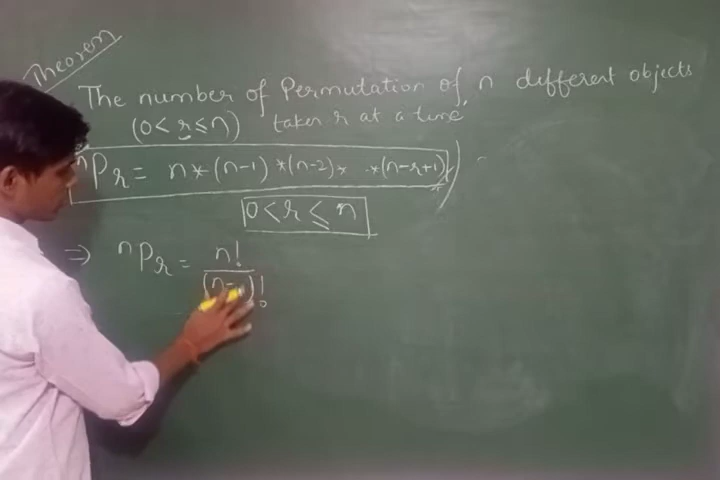 Theorem
The number of Permutation of n different objects
(0 < r ≤ n) taken r at a time,
ⁿPr = n * (n-1) * (n-2) * . * (n-r+1)
0 < r ≤ n
⇒ ⁿPr = n! / (n- )!